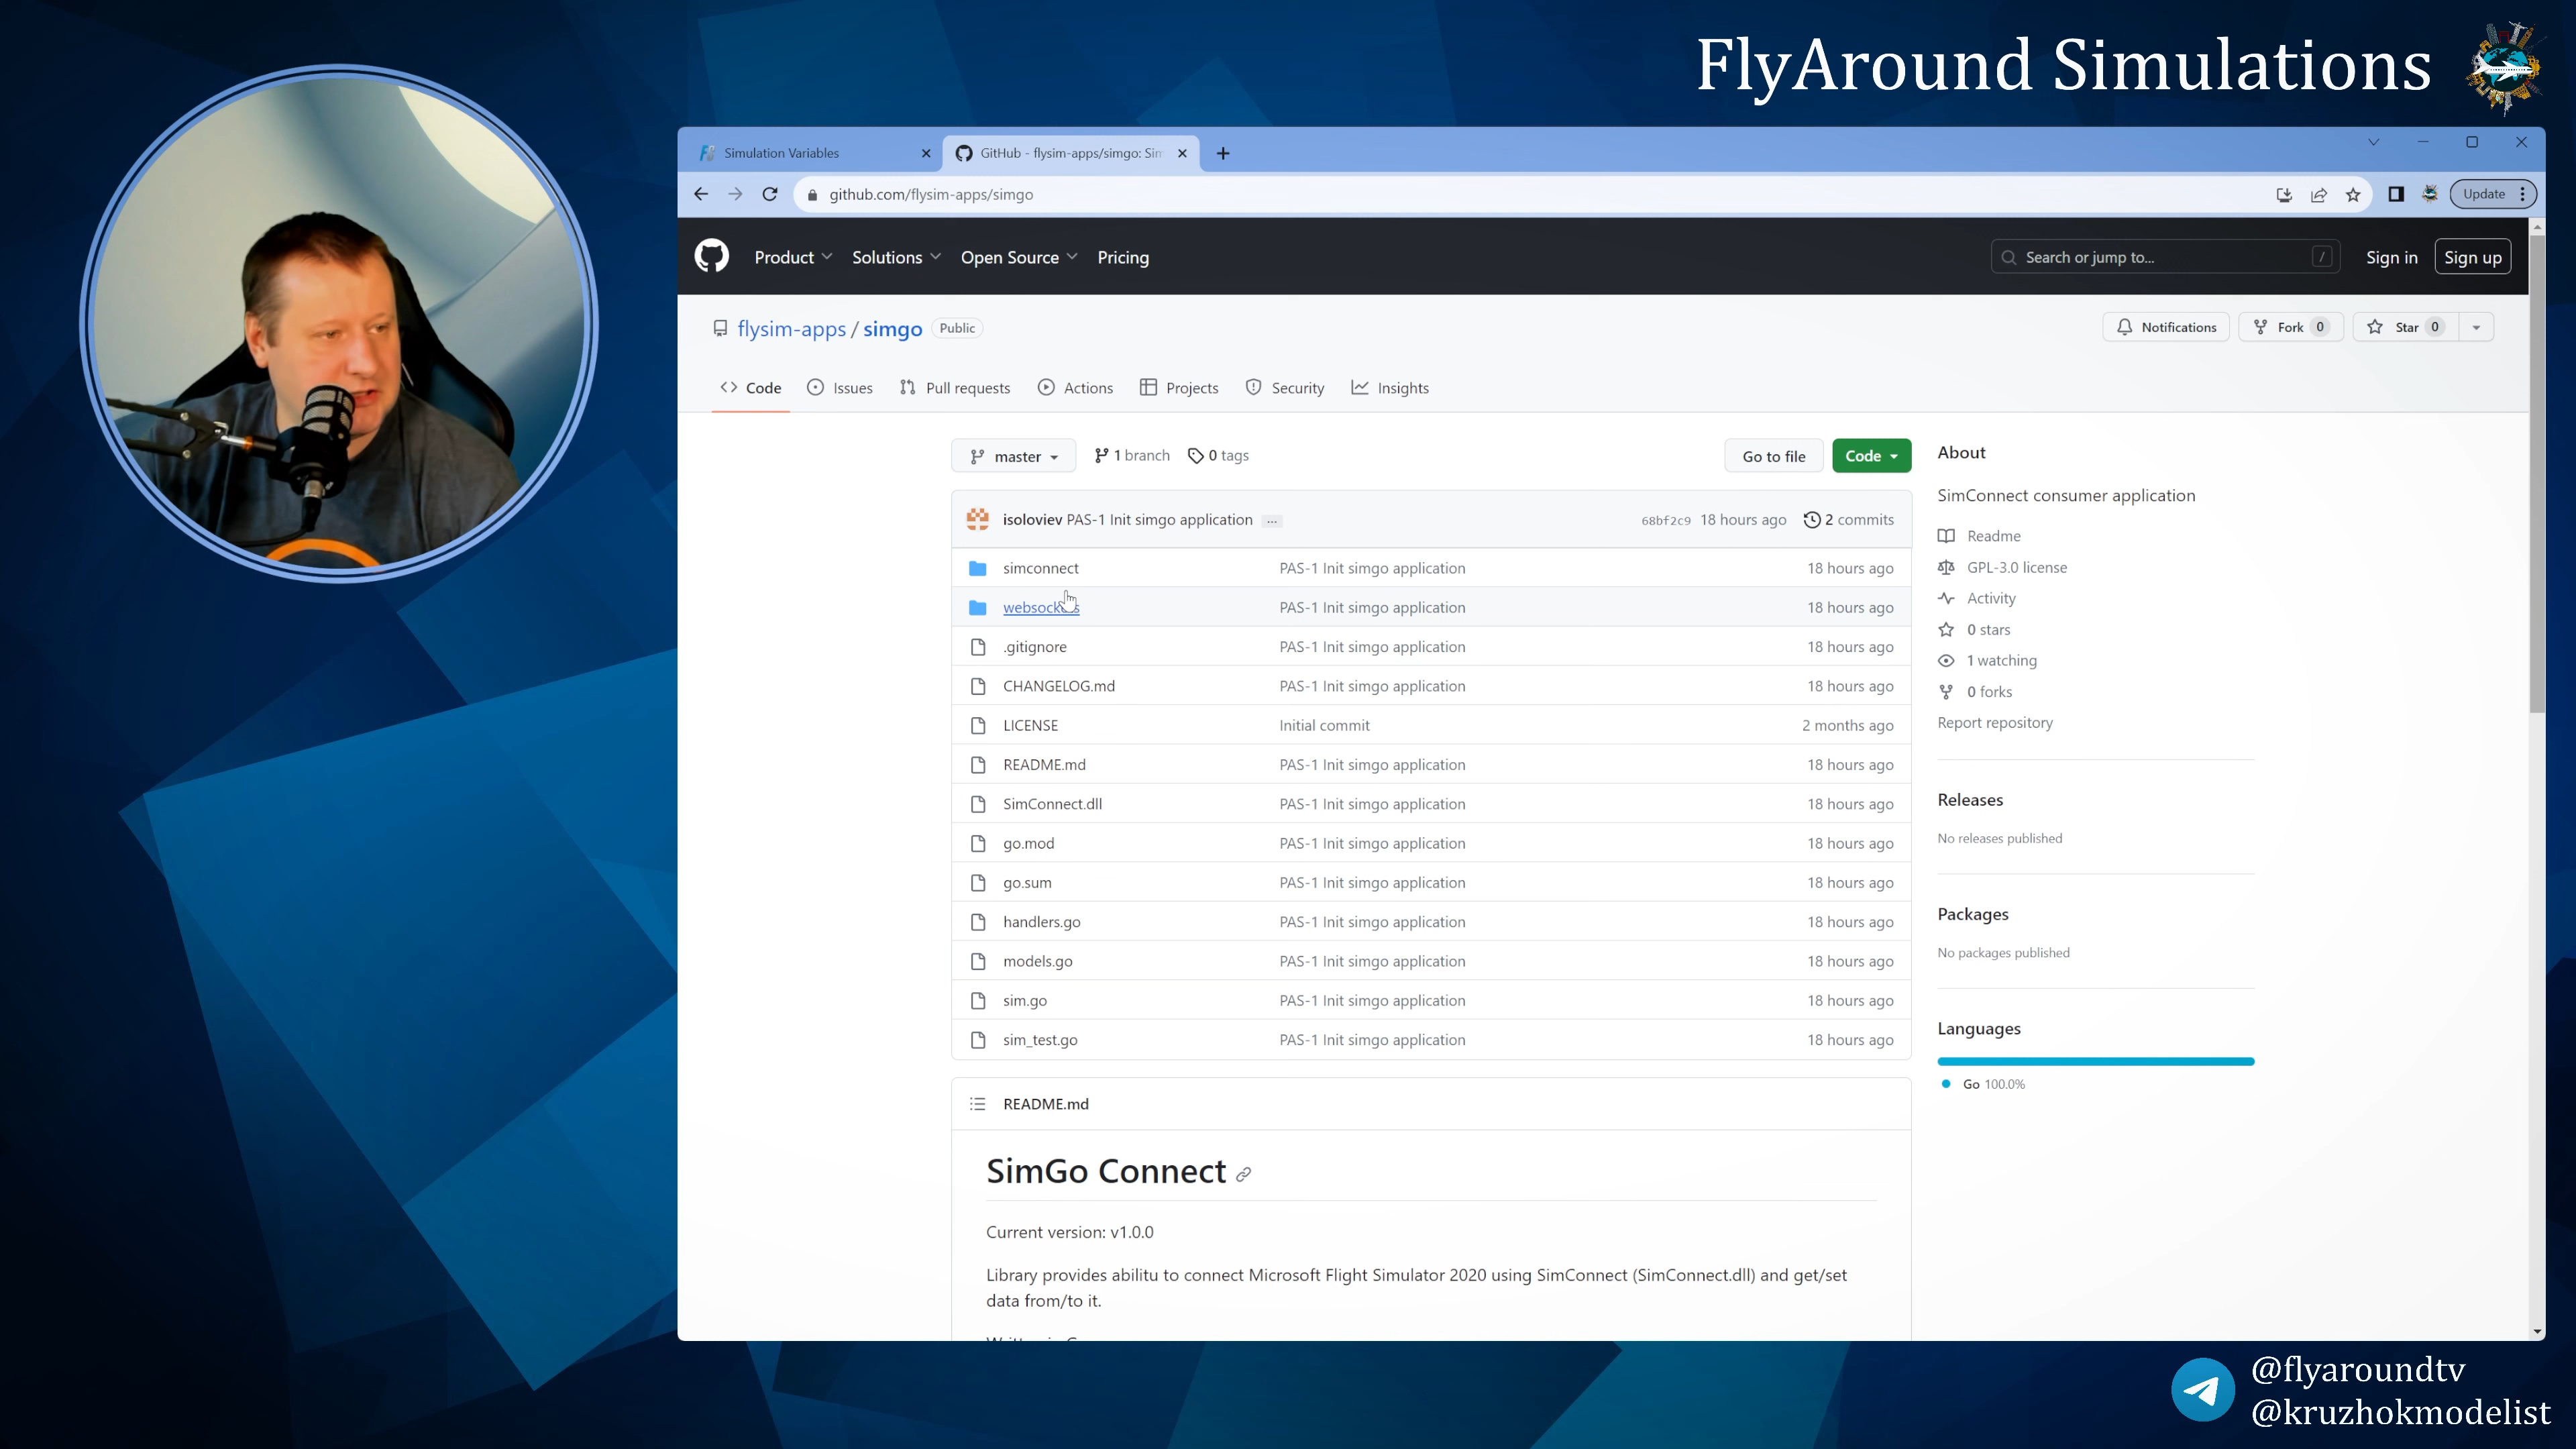 FlyAround Simulations
Simulation Variables
GitHub - flysim-apps/simgo: Sim
github.com/flysim-apps/simgo
Update
Product
Solutions
Open Source
Pricing
Search or jump to...
/
Sign in
Sign up
flysim-apps / simgo
Public
Notifications
Fork 0
Star 0
Code
Issues
Pull requests
Actions
Projects
Security
Insights
master
1 branch
0 tags
Go to file
Code
isoloviev PAS-1 Init simgo application ...
68bf2c9 18 hours ago
2 commits
simconnect PAS-1 Init simgo application 18 hours ago
websockets PAS-1 Init simgo application 18 hours ago
.gitignore PAS-1 Init simgo application 18 hours ago
CHANGELOG.md PAS-1 Init simgo application 18 hours ago
LICENSE Initial commit 2 months ago
README.md PAS-1 Init simgo application 18 hours ago
SimConnect.dll PAS-1 Init simgo application 18 hours ago
go.mod PAS-1 Init simgo application 18 hours ago
go.sum PAS-1 Init simgo application 18 hours ago
handlers.go PAS-1 Init simgo application 18 hours ago
models.go PAS-1 Init simgo application 18 hours ago
sim.go PAS-1 Init simgo application 18 hours ago
sim_test.go PAS-1 Init simgo application 18 hours ago
README.md
SimGo Connect
Current version: v1.0.0
Library provides abilitu to connect Microsoft Flight Simulator 2020 using SimConnect (SimConnect.dll) and get/set
data from/to it.
About
SimConnect consumer application
Readme
GPL-3.0 license
Activity
0 stars
1 watching
0 forks
Report repository
Releases
No releases published
Packages
No packages published
Languages
Go 100.0%
@flyaroundtv
@kruzhokmodelist